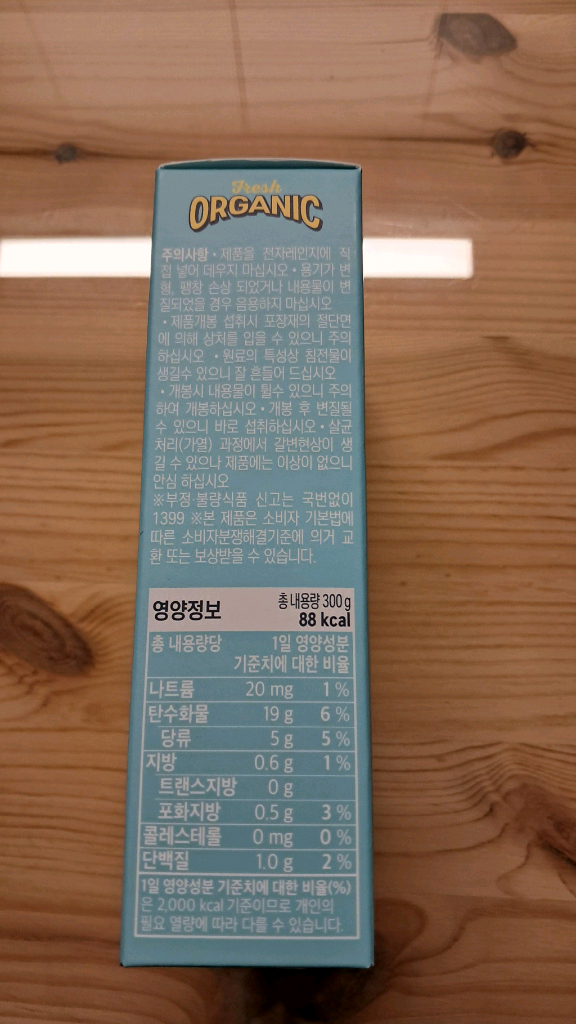 Fresh
ORGANIC
주의사항 • 제품을 전자레인지에 직
접 넣어 데우지 마십시오 • 용기가 변
형, 팽창 손상 되었거나 내용물이 변
질되었을 경우 음용하지 마십시오
• 제품개봉 섭취시 포장재의 절단면
에 의해 상처를 입을 수 있으니 주의
하십시오 • 원료의 특성상 침전물이
생길수 있으니 잘 흔들어 드십시오
• 개봉시 내용물이 튈수 있으니 주의
하여 개봉하십시오 • 개봉 후 변질될
수 있으니 바로 섭취하십시오 • 살균
처리(가열) 과정에서 갈변현상이 생
길 수 있으나 제품에는 이상이 없으니
안심 하십시오
※부정·불량식품 신고는 국번없이
1399 ※본 제품은 소비자 기본법에
따른 소비자분쟁해결기준에 의거 교
환 또는 보상받을 수 있습니다.
영양정보 총 내용량 300 g
88 kcal
총 내용량당 1일 영양성분
기준치에 대한 비율
나트륨 20 mg 1 %
탄수화물 19 g 6 %
당류 5 g 5 %
지방 0.6 g 1 %
트랜스지방 0 g
포화지방 0.5 g 3 %
콜레스테롤 0 mg 0 %
단백질 1.0 g 2 %
1일 영양성분 기준치에 대한 비율(%)
은 2,000 kcal 기준이므로 개인의
필요 열량에 따라 다를 수 있습니다.